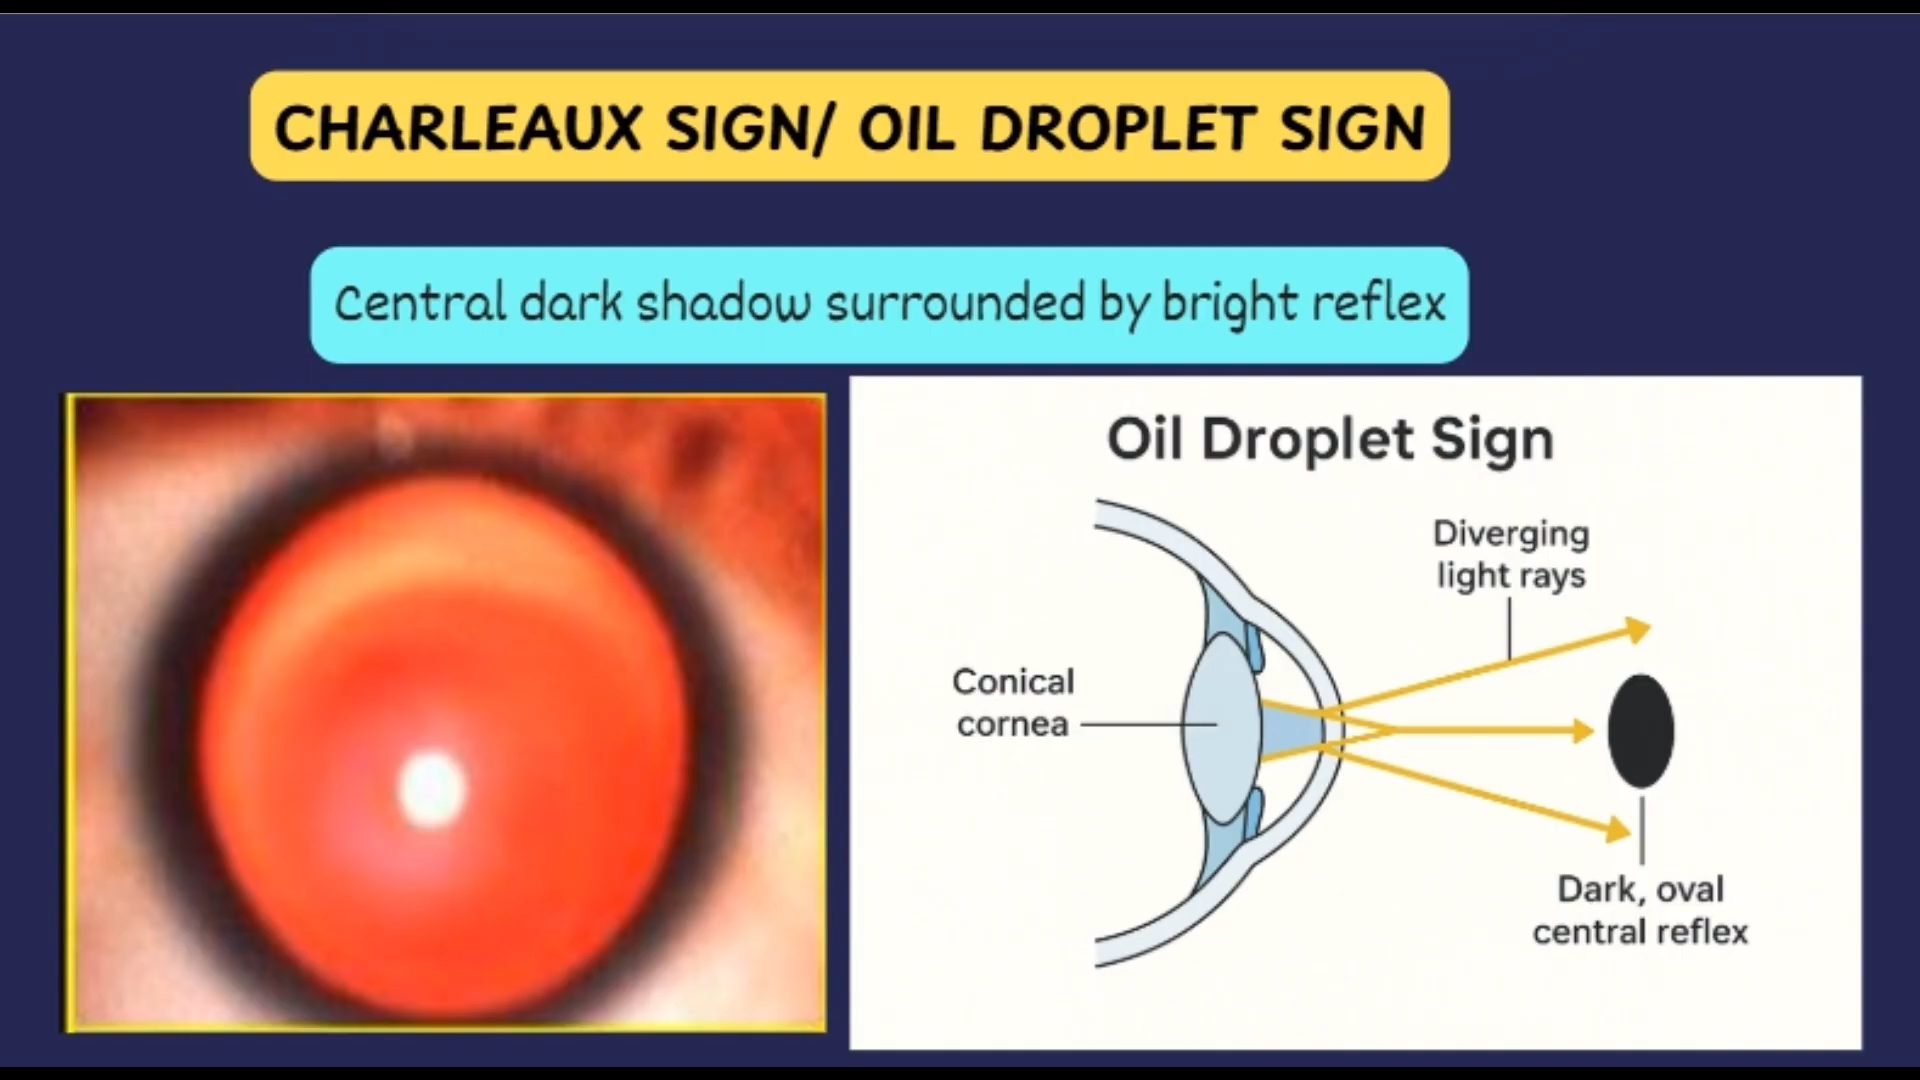 CHARLEAUX SIGN/ OIL DROPLET SIGN
Central dark shadow surrounded by bright reflex
Oil Droplet Sign
Diverging
light rays
Conical
cornea
Dark, oval
central reflex